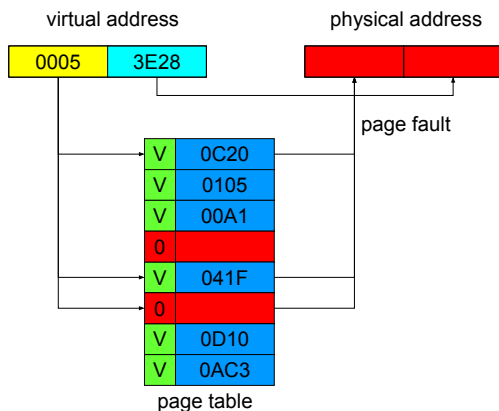 virtual address physical address
0005 3E28
page fault
V 0C20
V 0105
V 00A1
0
V 041F
0
V 0D10
V 0AC3
page table